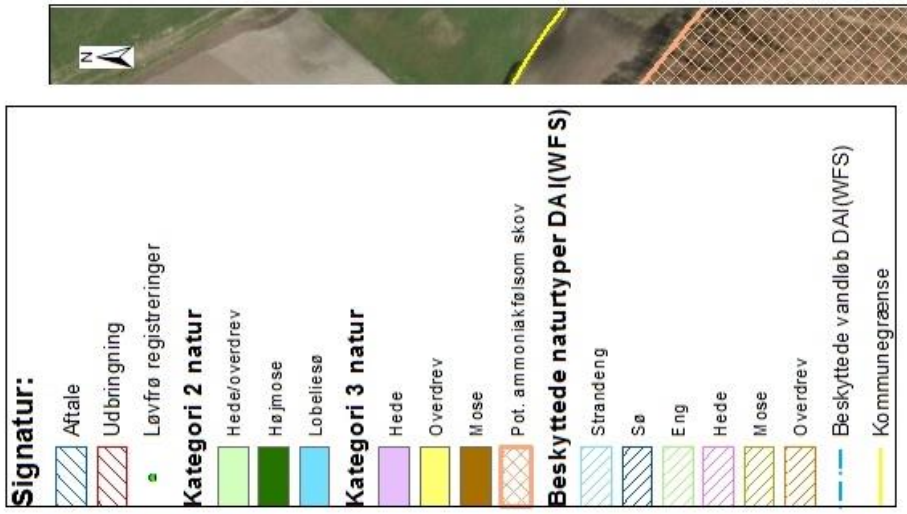 Signatur:
Aftale
Udbringning
Løvfrø registreringer
Kategori 2 natur
Hede/overdrev
Højmose
Lobeliesø
Kategori 3 natur
Hede
Overdrev
Mose
Pot. ammoniakfølsom skov
Beskyttede naturtyper DAI(WFS)
Strandeng
Sø
Eng
Hede
Mose
Overdrev
Beskyttede vandløb DAI(WFS)
Kommunegrænse
N